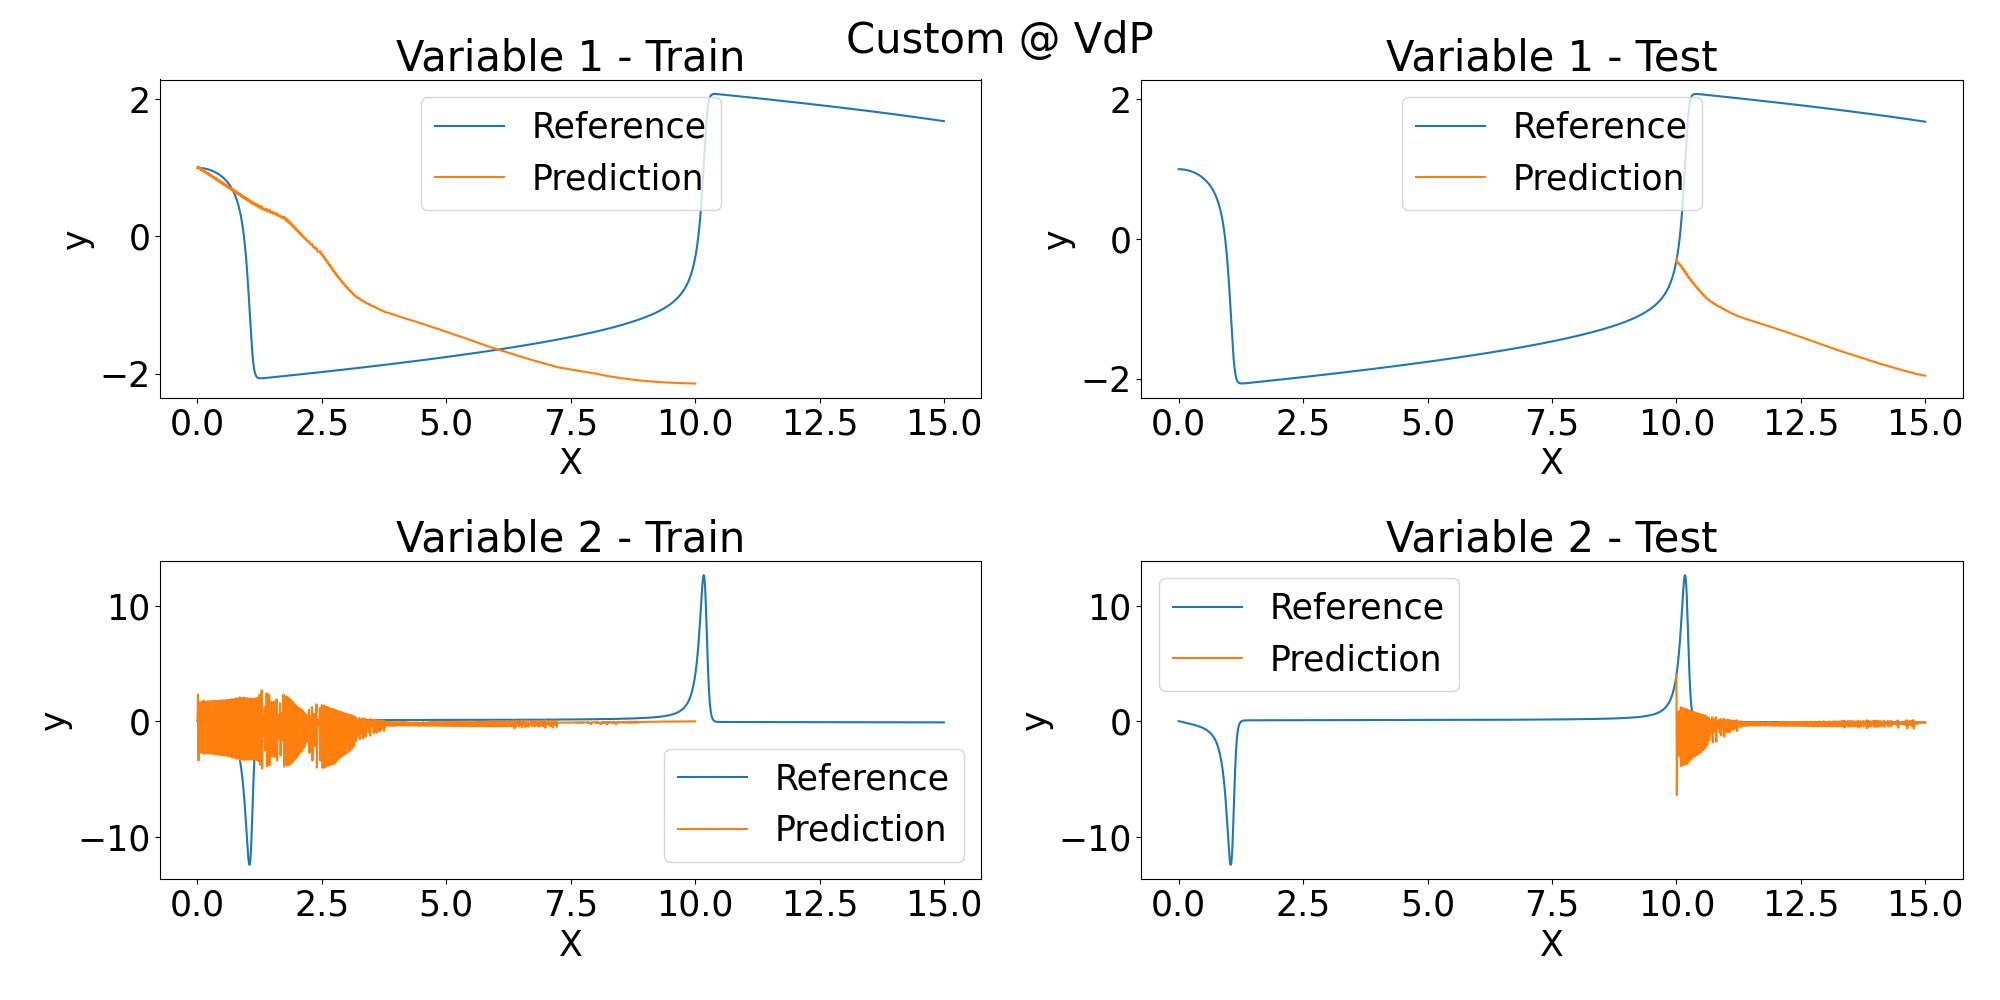 Custom @ VdP
Variable 1 - Train
2
0
−2
y
Reference
Prediction
0.0 2.5 5.0 7.5 10.0 12.5 15.0
X
Variable 1 - Test
2
0
−2
y
Reference
Prediction
0.0 2.5 5.0 7.5 10.0 12.5 15.0
X
Variable 2 - Train
10
0
−10
y
Reference
Prediction
0.0 2.5 5.0 7.5 10.0 12.5 15.0
X
Variable 2 - Test
10
0
−10
y
Reference
Prediction
0.0 2.5 5.0 7.5 10.0 12.5 15.0
X